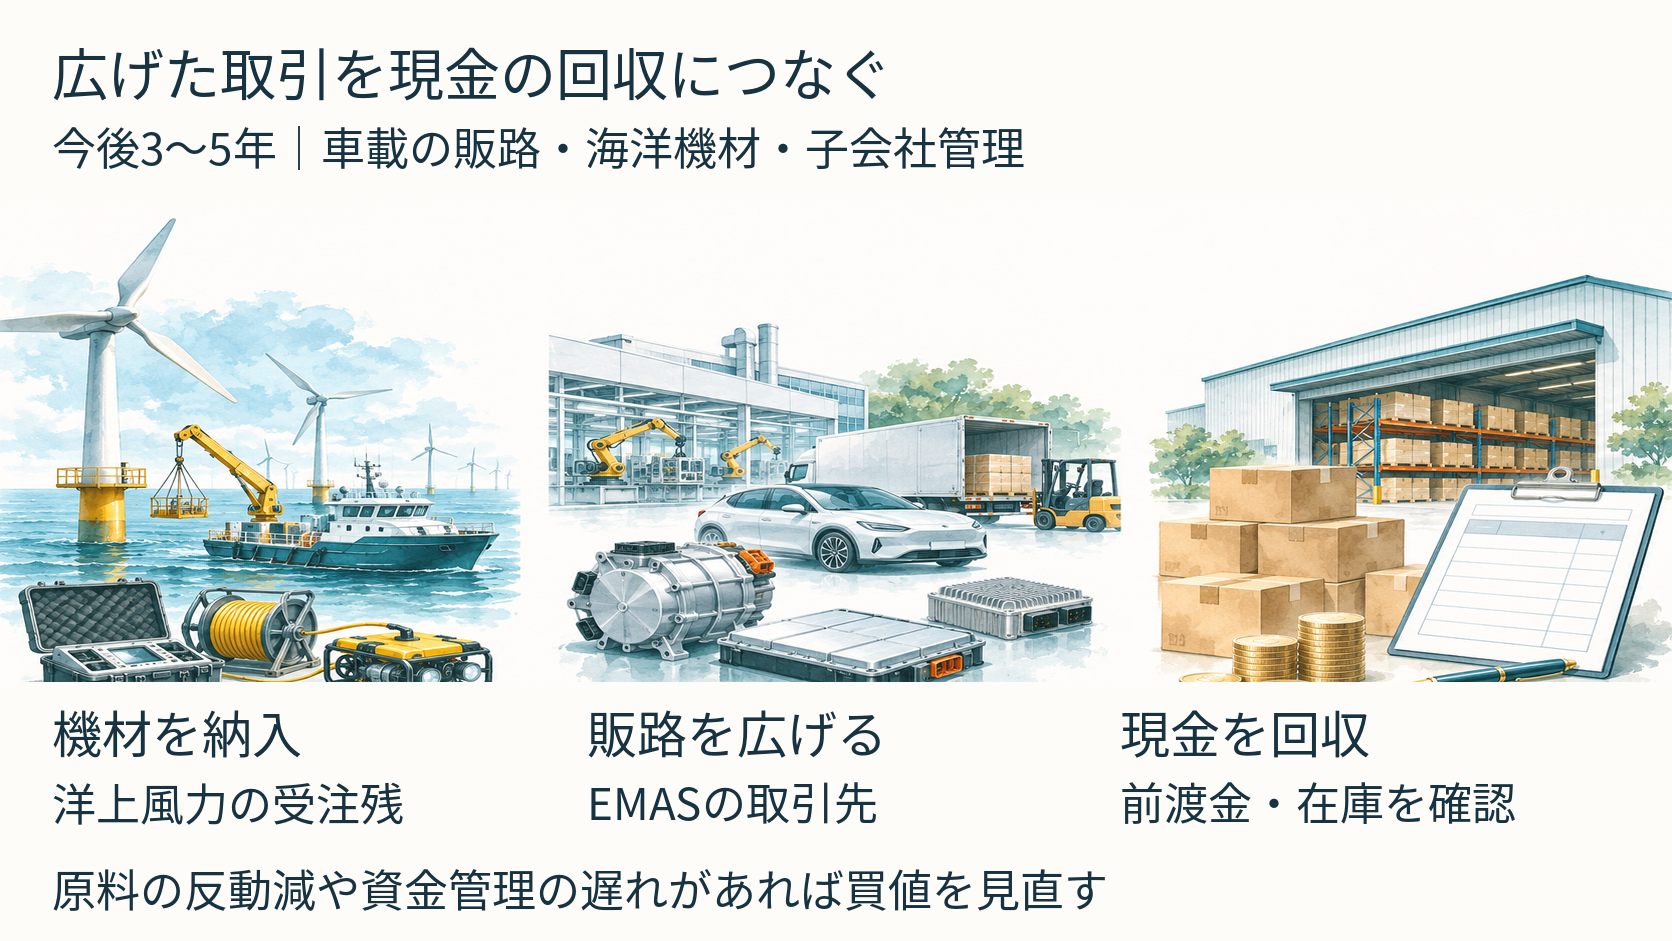 広げた取引を現金の回収につなぐ
今後3〜5年｜車載の販路・海洋機材・子会社管理
機材を納入
洋上風力の受注残
販路を広げる
EMASの取引先
現金を回収
前渡金・在庫を確認
原料の反動減や資金管理の遅れがあれば買値を見直す